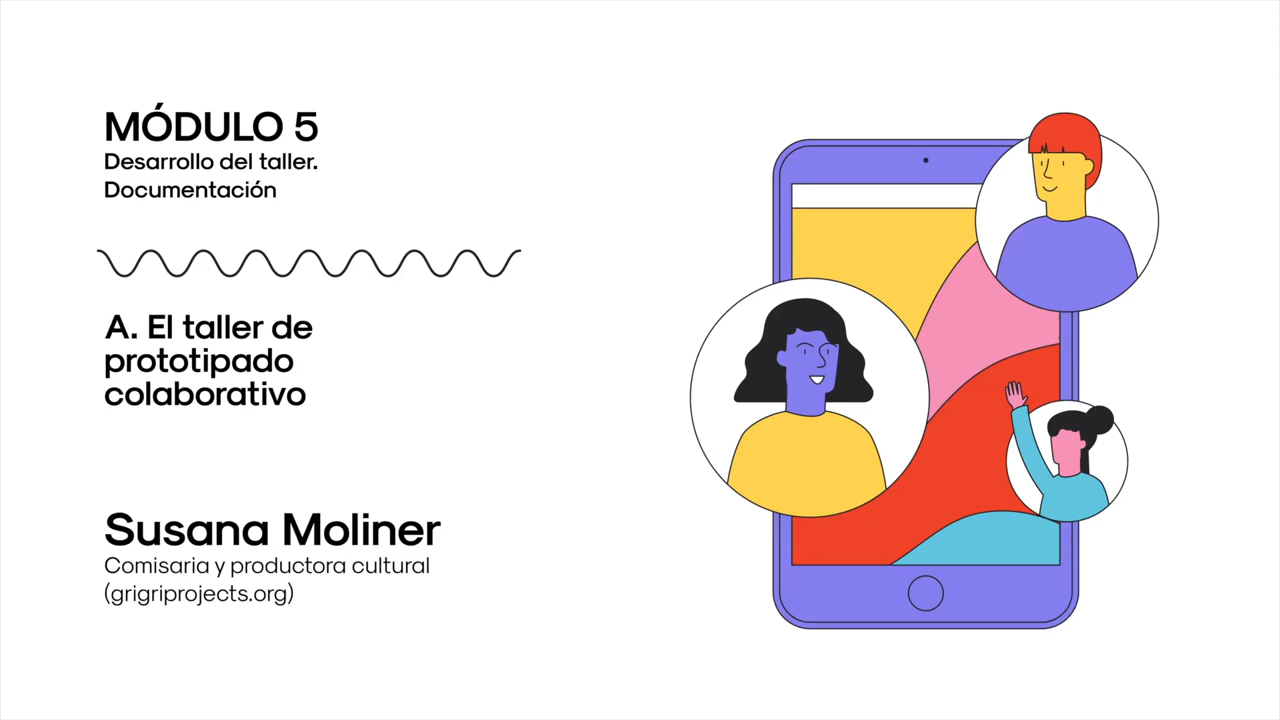 MÓDULO 5
Desarrollo del taller.
Documentación
A. El taller de
prototipado
colaborativo
Susana Moliner
Comisaria y productora cultural
(grigriprojects.org)